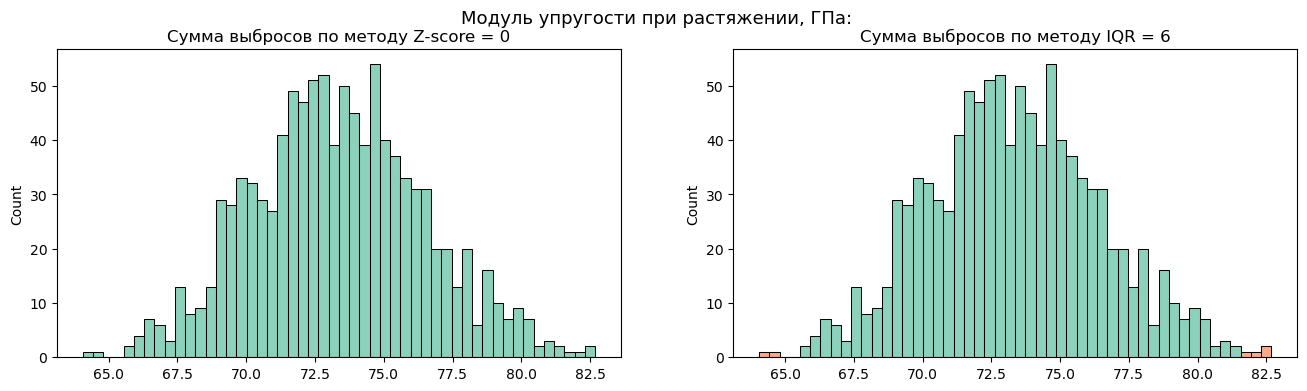 Модуль упругости при растяжении, ГПа:
Сумма выбросов по методу Z-score = 0
Сумма выбросов по методу IQR = 6
Count
50
40
30
20
10
0
65.0 67.5 70.0 72.5 75.0 77.5 80.0 82.5
Count
50
40
30
20
10
0
65.0 67.5 70.0 72.5 75.0 77.5 80.0 82.5